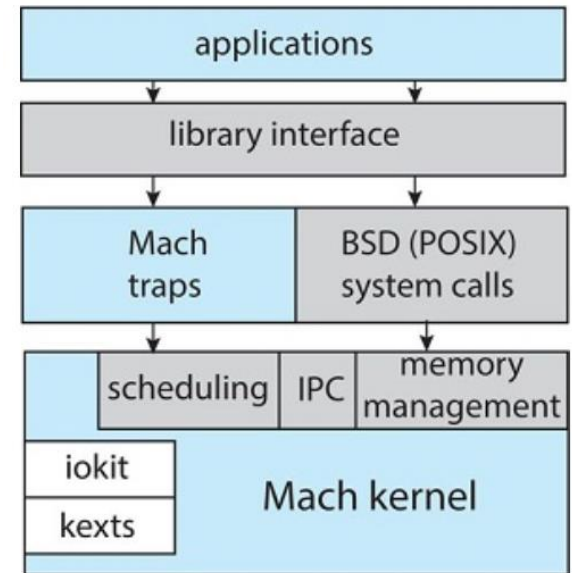 applications
library interface
Mach
traps
BSD (POSIX)
system calls
scheduling
IPC
memory
management
iokit
kexts
Mach kernel